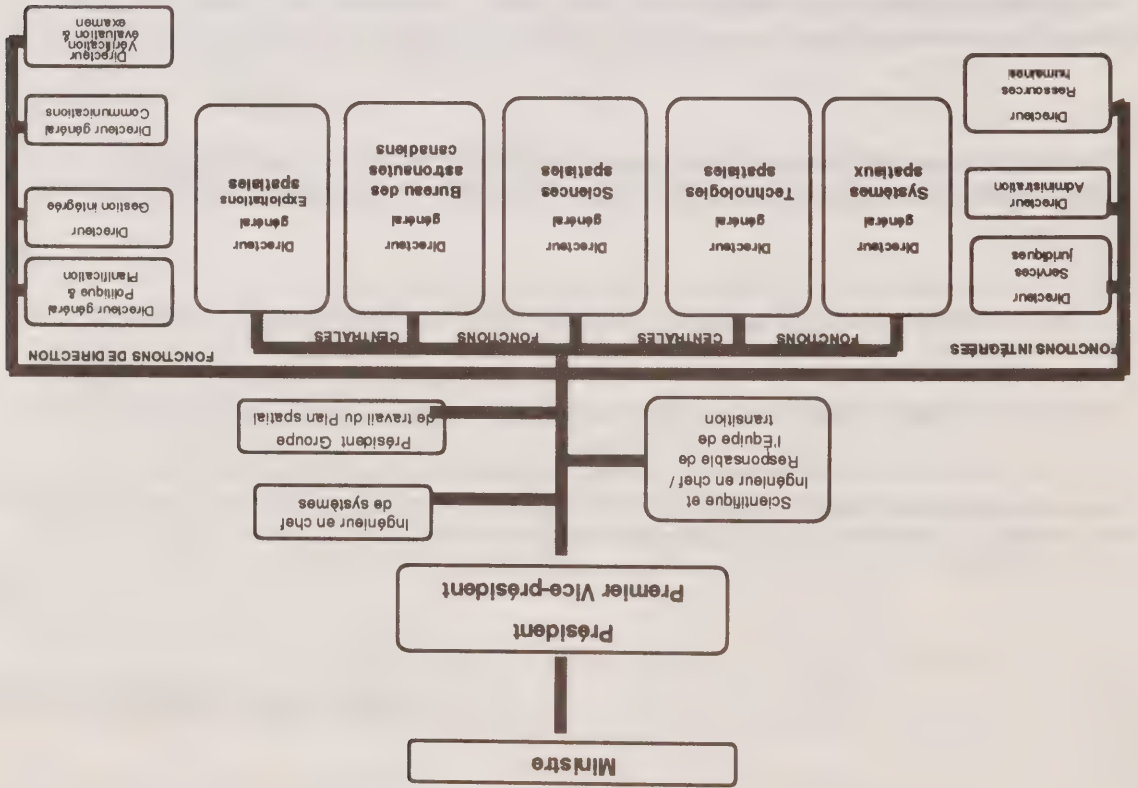 Ministre
Président
Premier Vice-président
Scientifique et
Ingénieur en chef /
Responsable de
l'Équipe de
transition
Ingénieur en chef
de systèmes
Président Groupe
de travail du Plan spatial
FONCTIONS INTÉGRÉES
FONCTIONS
CENTRALES
FONCTIONS
CENTRALES
FONCTIONS DE DIRECTION
Directeur
Services
juridiques
Directeur
Administration
Directeur
Ressources
humaines
Directeur
général
Systèmes
spatiaux
Directeur
général
Technologies
spatiales
Directeur
général
Sciences
spatiales
Directeur
général
Bureau des
astronautes
canadiens
Directeur
général
Exploitations
spatiales
Directeur général
Politique &
Planification
Directeur
Gestion intégrée
Directeur général
Communications
Directeur
Vérification,
évaluation &
examen